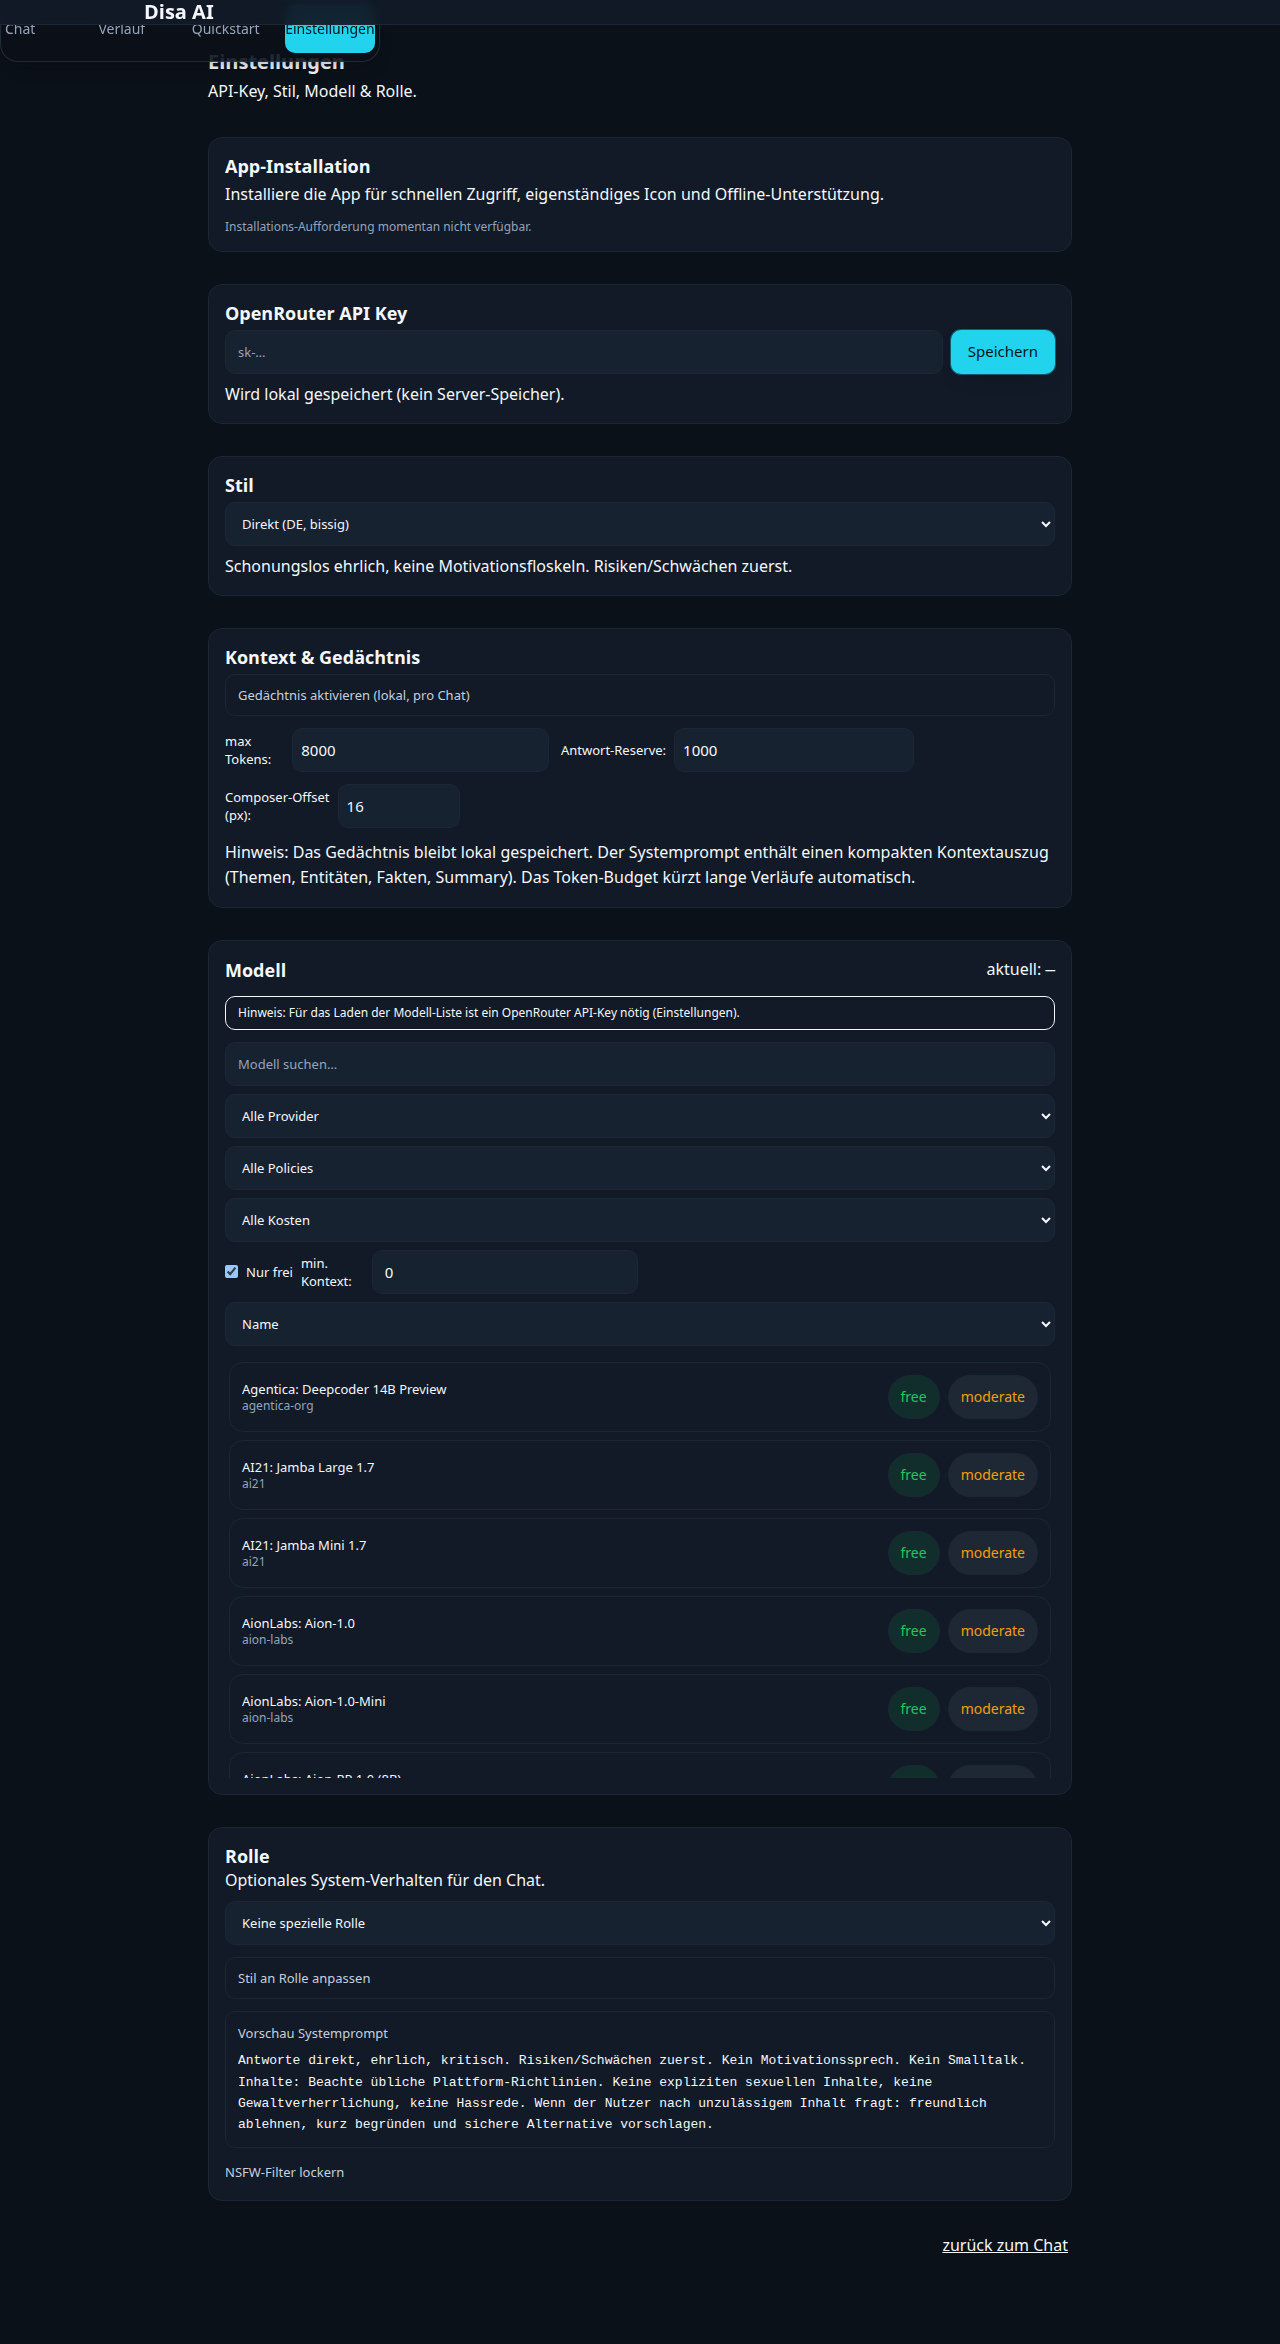 Disa AI
Chat
Verlauf
Quickstart
Einstellungen
Einstellungen
API-Key, Stil, Modell & Rolle.
App-Installation
Installiere die App für schnellen Zugriff, eigenständiges Icon und Offline-Unterstützung.
Installations-Aufforderung momentan nicht verfügbar.
OpenRouter API Key
sk-...
Speichern
Wird lokal gespeichert (kein Server-Speicher).
Stil
Direkt (DE, bissig)
Schonungslos ehrlich, keine Motivationsfloskeln. Risiken/Schwächen zuerst.
Kontext & Gedächtnis
Gedächtnis aktivieren (lokal, pro Chat)
max
Tokens:
8000
Antwort-Reserve:
1000
Composer-Offset
(px):
16
Hinweis: Das Gedächtnis bleibt lokal gespeichert. Der Systemprompt enthält einen kompakten Kontextauszug
(Themen, Entitäten, Fakten, Summary). Das Token-Budget kürzt lange Verläufe automatisch.
Modell
aktuell: —
Hinweis: Für das Laden der Modell-Liste ist ein OpenRouter API-Key nötig (Einstellungen).
Modell suchen...
Alle Provider
Alle Policies
Alle Kosten
Nur frei
min.
Kontext:
0
Name
Agentica: Deepcoder 14B Preview
agentica-org
free
moderate
AI21: Jamba Large 1.7
ai21
free
moderate
AI21: Jamba Mini 1.7
ai21
free
moderate
AionLabs: Aion-1.0
aion-labs
free
moderate
AionLabs: Aion-1.0-Mini
aion-labs
free
moderate
AionLabs: Aion-RP 1.0 (8B)
Rolle
Optionales System-Verhalten für den Chat.
Keine spezielle Rolle
Stil an Rolle anpassen
Vorschau Systemprompt
Antworte direkt, ehrlich, kritisch. Risiken/Schwächen zuerst. Kein Motivationssprech. Kein Smalltalk.
Inhalte: Beachte übliche Plattform-Richtlinien. Keine expliziten sexuellen Inhalte, keine
Gewaltverherrlichung, keine Hassrede. Wenn der Nutzer nach unzulässigem Inhalt fragt: freundlich
ablehnen, kurz begründen und sichere Alternative vorschlagen.
NSFW-Filter lockern
zurück zum Chat